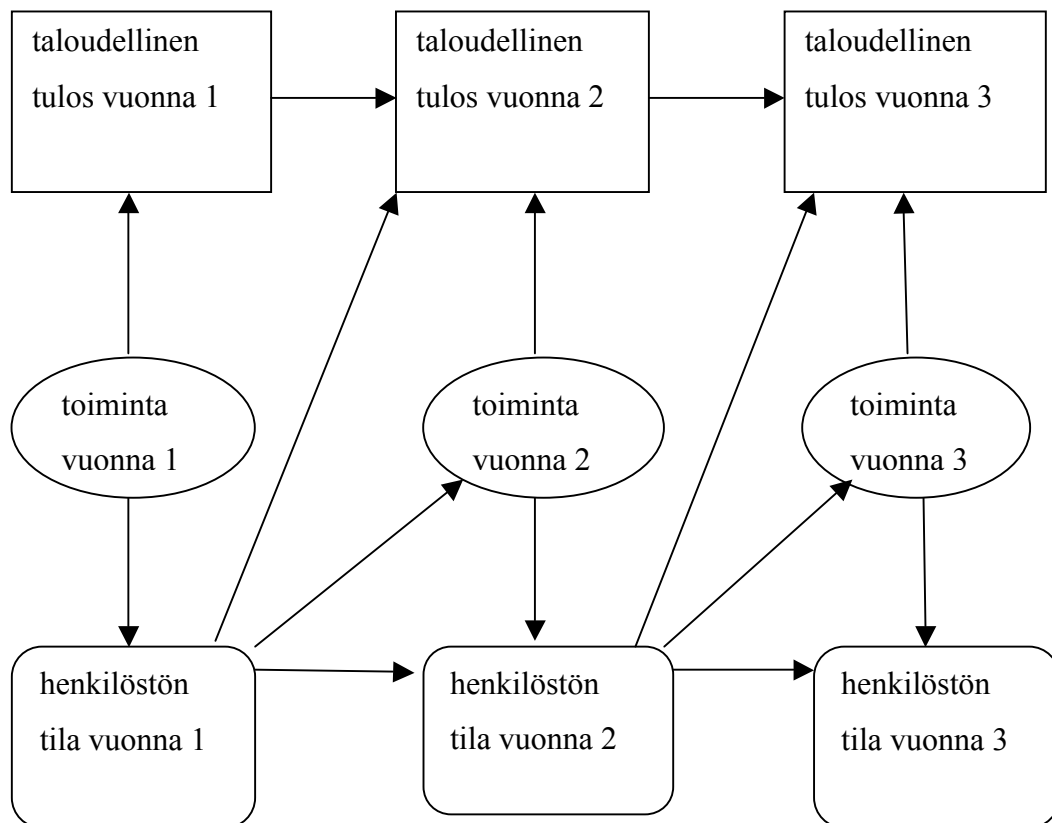 taloudellinen
tulos vuonna 1
taloudellinen
tulos vuonna 2
taloudellinen
tulos vuonna 3
toiminta
vuonna 1
toiminta
vuonna 2
toiminta
vuonna 3
henkilöstön
tila vuonna 1
henkilöstön
tila vuonna 2
henkilöstön
tila vuonna 3